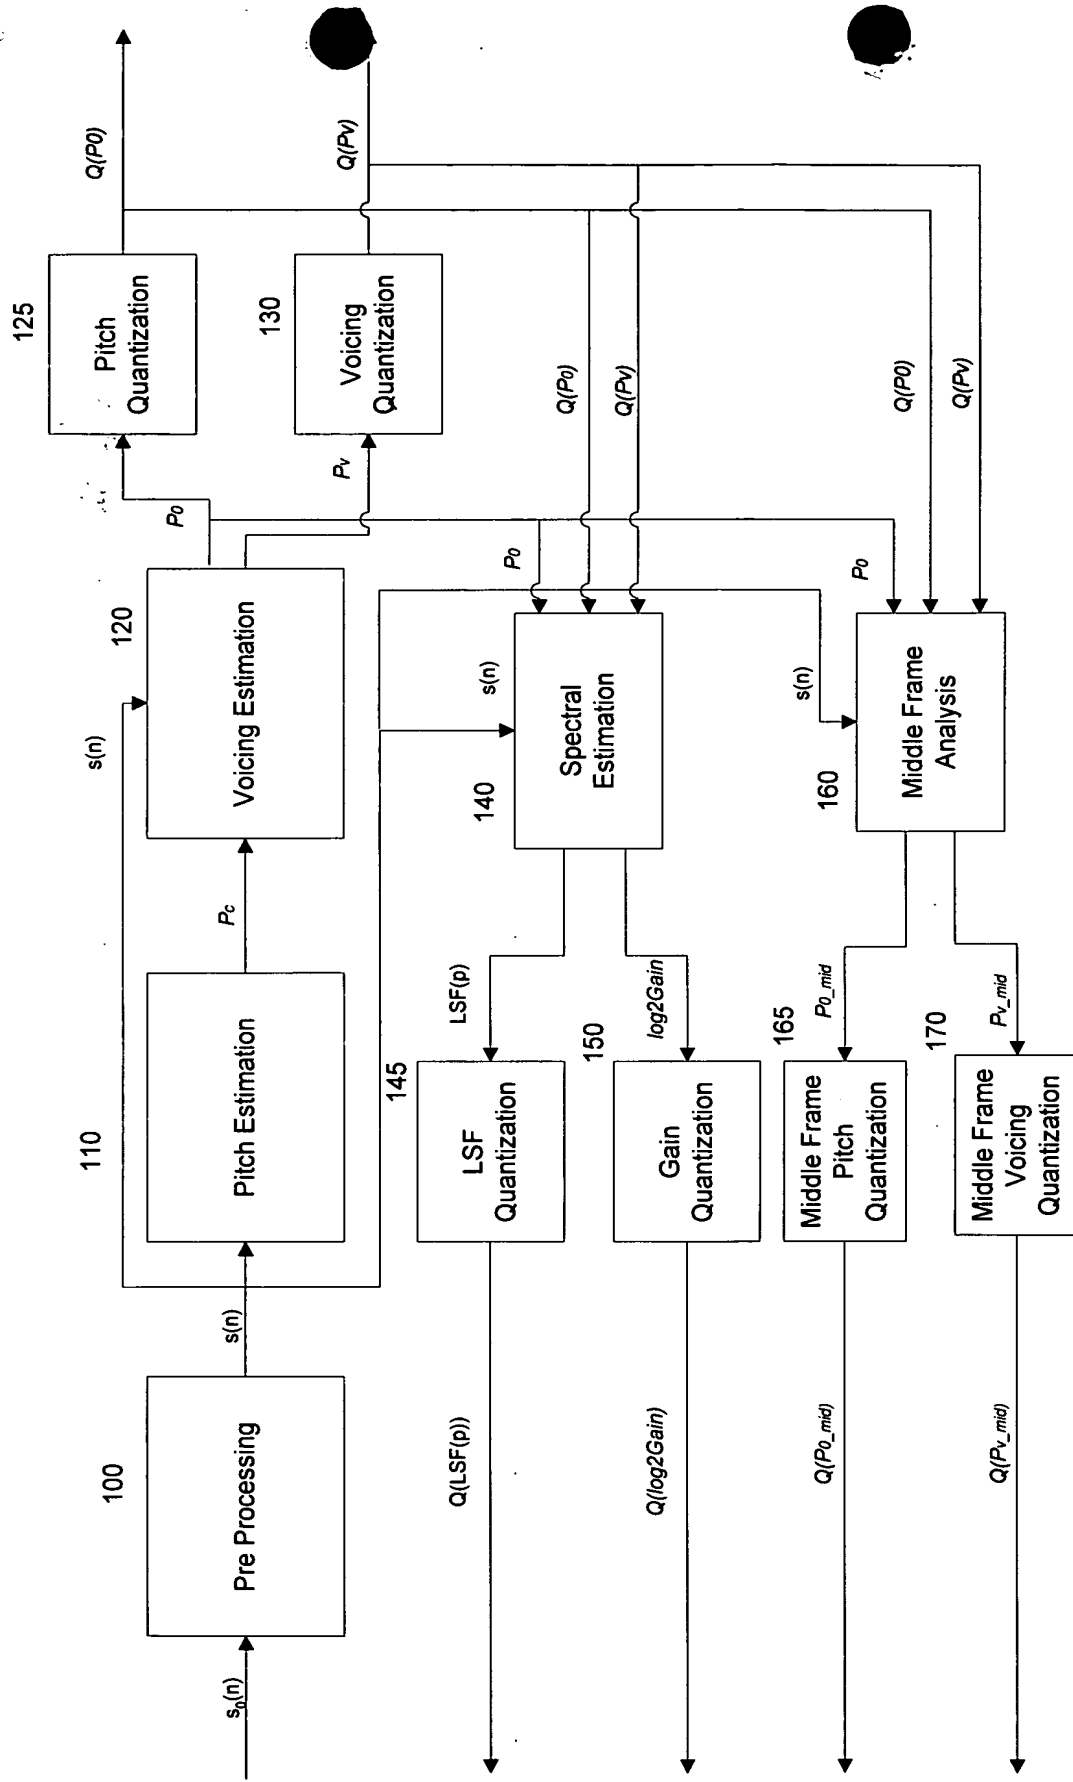 s0(n)
100
Pre Processing
s(n)
110
Pitch Estimation
Pc
s(n)
120
Voicing Estimation
P0
Pv
125
Pitch
Quantization
Q(P0)
130
Voicing
Quantization
Q(Pv)
Q(LSF(p))
145
LSF
Quantization
LSF(p)
140
s(n)
Spectral
Estimation
P0
Q(P0)
Q(Pv)
Q(log2Gain)
150
Gain
Quantization
log2Gain
Q(P0_mid)
165
Middle Frame
Pitch
Quantization
P0_mid
160
s(n)
Middle Frame
Analysis
P0
Q(P0)
Q(Pv)
Q(Pv_mid)
170
Middle Frame
Voicing
Quantization
Pv_mid